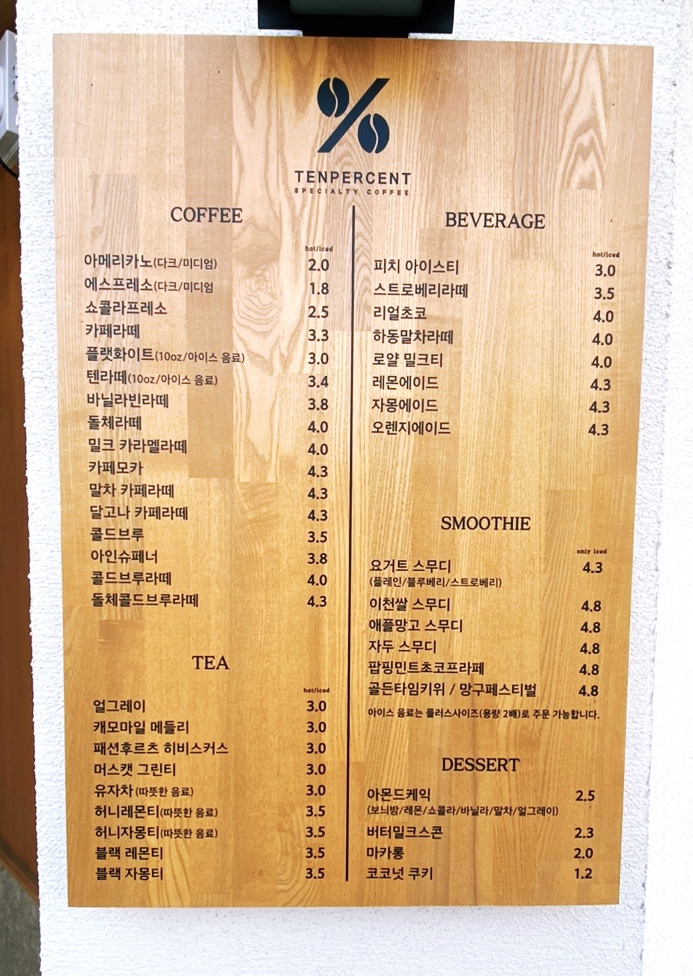 TENPERCENT
SPECIALTY COFFEE
COFFEE
hot/iced
아메리카노(다크/미디엄) 2.0
에스프레소(다크/미디엄 1.8
쇼콜라프레소 2.5
카페라떼 3.3
플랫화이트(10oz/아이스 음료) 3.0
텐라떼(10oz/아이스 음료) 3.4
바닐라빈라떼 3.8
돌체라떼 4.0
밀크 카라멜라떼 4.0
카페모카 4.3
말차 카페라떼 4.3
달고나 카페라떼 4.3
콜드브루 3.5
아인슈페너 3.8
콜드브루라떼 4.0
돌체콜드브루라떼 4.3
TEA
hot/iced
얼그레이 3.0
캐모마일 메들리 3.0
패션후르츠 히비스커스 3.0
머스캣 그린티 3.0
유자차(따뜻한 음료) 3.0
허니레몬티(따뜻한 음료) 3.5
허니자몽티(따뜻한 음료) 3.5
블랙 레몬티 3.5
블랙 자몽티 3.5
BEVERAGE
hot/iced
피치 아이스티 3.0
스트로베리라떼 3.5
리얼초코 4.0
하동말차라떼 4.0
로얄 밀크티 4.0
레몬에이드 4.3
자몽에이드 4.3
오렌지에이드 4.3
SMOOTHIE
only iced
요거트 스무디 4.3
(플레인/블루베리/스트로베리)
이천쌀 스무디 4.8
애플망고 스무디 4.8
자두 스무디 4.8
팝핑민트초코프라페 4.8
골든타임키위 / 망구페스티벌 4.8
아이스 음료는 플러스사이즈(용량 2배)로 주문 가능합니다.
DESSERT
아몬드케익 2.5
(보늬밤/레몬/쇼콜라/바닐라/말차/얼그레이)
버터밀크스콘 2.3
마카롱 2.0
코코넛 쿠키 1.2